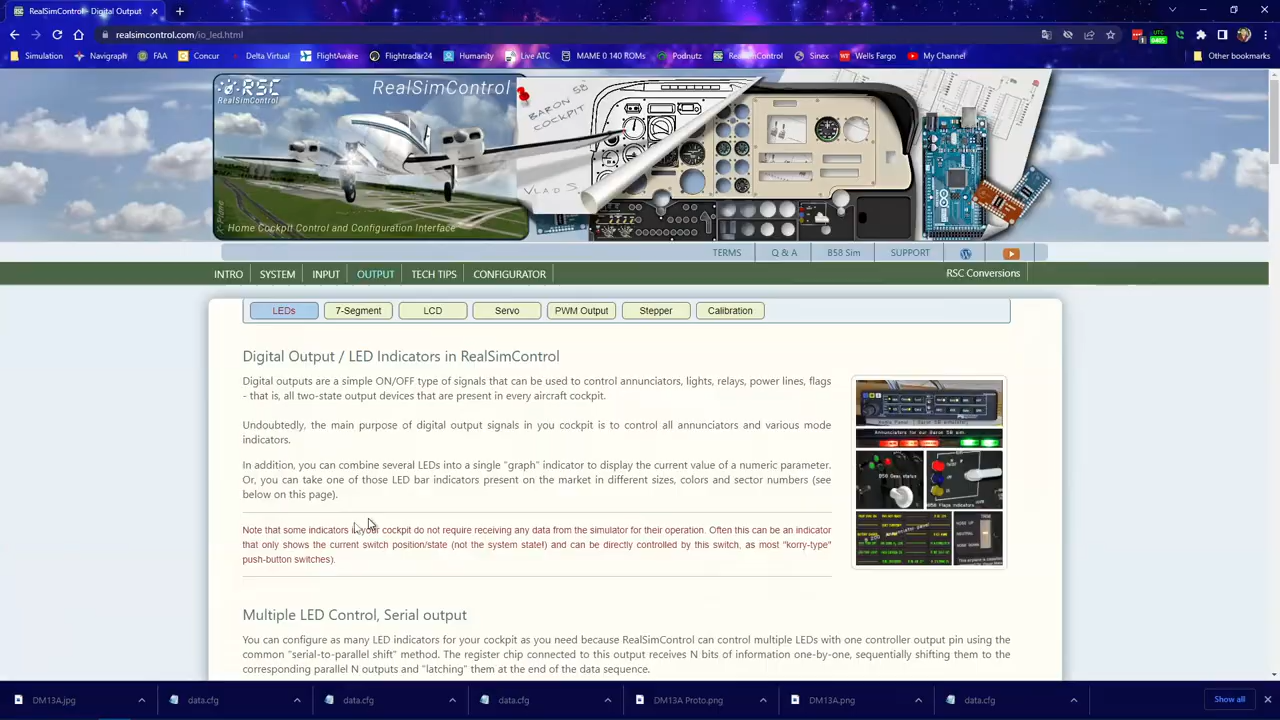 RealSimControl - Digital Output
realsimcontrol.com/io_led.html
Simulation Navigraph FAA Concur Delta Virtual FlightAware Flightradar24 Humanity Live ATC MAME 0 140 ROMs Podnutz RealSimControl Sinex Wells Fargo My Channel Other bookmarks
RSC
RealSimControl
RealSimControl
BARON 58
COCKPIT
VLAD S.
X-Plane
Home Cockpit Control and Configuration Interface
TERMS Q & A B58 Sim SUPPORT
INTRO SYSTEM INPUT OUTPUT TECH TIPS CONFIGURATOR RSC Conversions
LEDs 7-Segment LCD Servo PWM Output Stepper Calibration
Digital Output / LED Indicators in RealSimControl
Digital outputs are a simple ON/OFF type of signals that can be used to control annunciators, lights, relays, power lines, flags
- that is, all two-state output devices that are present in every aircraft cockpit.
Undoubtedly, the main purpose of digital output signals in your cockpit is to control all annunciators and various mode
indicators.
In addition, you can combine several LEDs into a single "graph" indicator to display the current value of a numeric parameter.
Or, you can take one of those LED bar indicators present on the market in different sizes, colors and sector numbers (see
below on this page).
indicators in your cockpit do not require receiving any data from the simulator for their operation. Often this can be an indicator
that only shows the current switch position/state (not the system state!) and can be directly controlled by this switch, as most "korry-type"
pushbuttons/switches).
Multiple LED Control, Serial output
You can configure as many LED indicators for your cockpit as you need because RealSimControl can control multiple LEDs with one controller output pin using the
common "serial-to-parallel shift" method. The register chip connected to this output receives N bits of information one-by-one, sequentially shifting them to the
corresponding parallel N outputs and "latching" them at the end of the data sequence.
DM13A.jpg data.cfg data.cfg data.cfg DM13A Proto.png DM13A.png data.cfg Show all